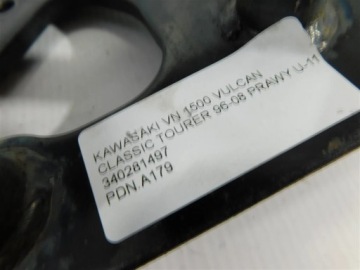 KAWASAKI VN 1500 VULCAN
CLASSIC TOURER 96-08 PRAWY U-11
340281497
PDN.A179